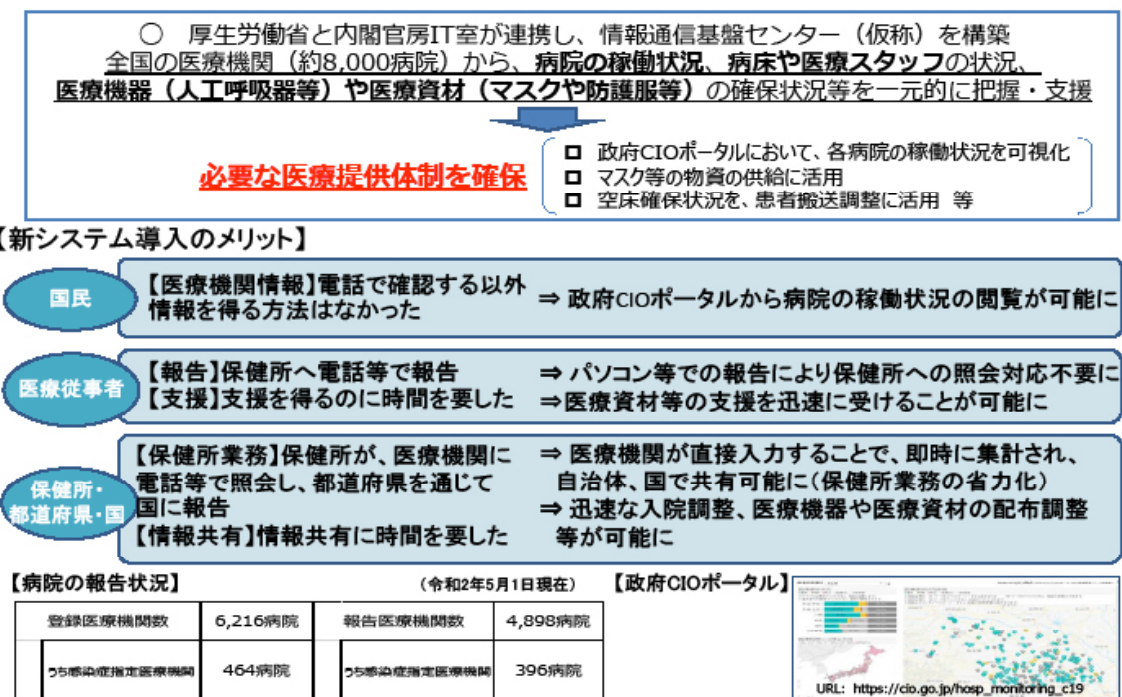 ○ 厚生労働省と内閣官房IT室が連携し、情報通信基盤センター（仮称）を構築
全国の医療機関（約8,000病院）から、病院の稼働状況、病床や医療スタッフの状況、
医療機器（人工呼吸器等）や医療資材（マスクや防護服等）の確保状況等を一元的に把握・支援
必要な医療提供体制を確保
政府CIOポータルにおいて、各病院の稼働状況を可視化
マスク等の物資の供給に活用
空床確保状況を、患者搬送調整に活用 等
【新システム導入のメリット】
国民
【医療機関情報】電話で確認する以外
情報を得る方法はなかった
⇒ 政府CIOポータルから病院の稼働状況の閲覧が可能に
医療従事者
【報告】保健所へ電話等で報告
【支援】支援を得るのに時間を要した
⇒ パソコン等での報告により保健所への照会対応不要に
⇒医療資材等の支援を迅速に受けることが可能に
保健所・
都道府県・国
【保健所業務】保健所が、医療機関に
電話等で照会し、都道府県を通じて
国に報告
【情報共有】情報共有に時間を要した
⇒ 医療機関が直接入力することで、即時に集計され、
自治体、国で共有可能に（保健所業務の省力化）
⇒ 迅速な入院調整、医療機器や医療資材の配布調整
等が可能に
【病院の報告状況】
（令和2年5月1日現在）
登録医療機関数 6,216病院 報告医療機関数 4,898病院
うち感染症指定医療機関 464病院 うち感染症指定医療機関 396病院
【政府CIOポータル】
URL: https://cio.go.jp/hosp_monitoring_c19